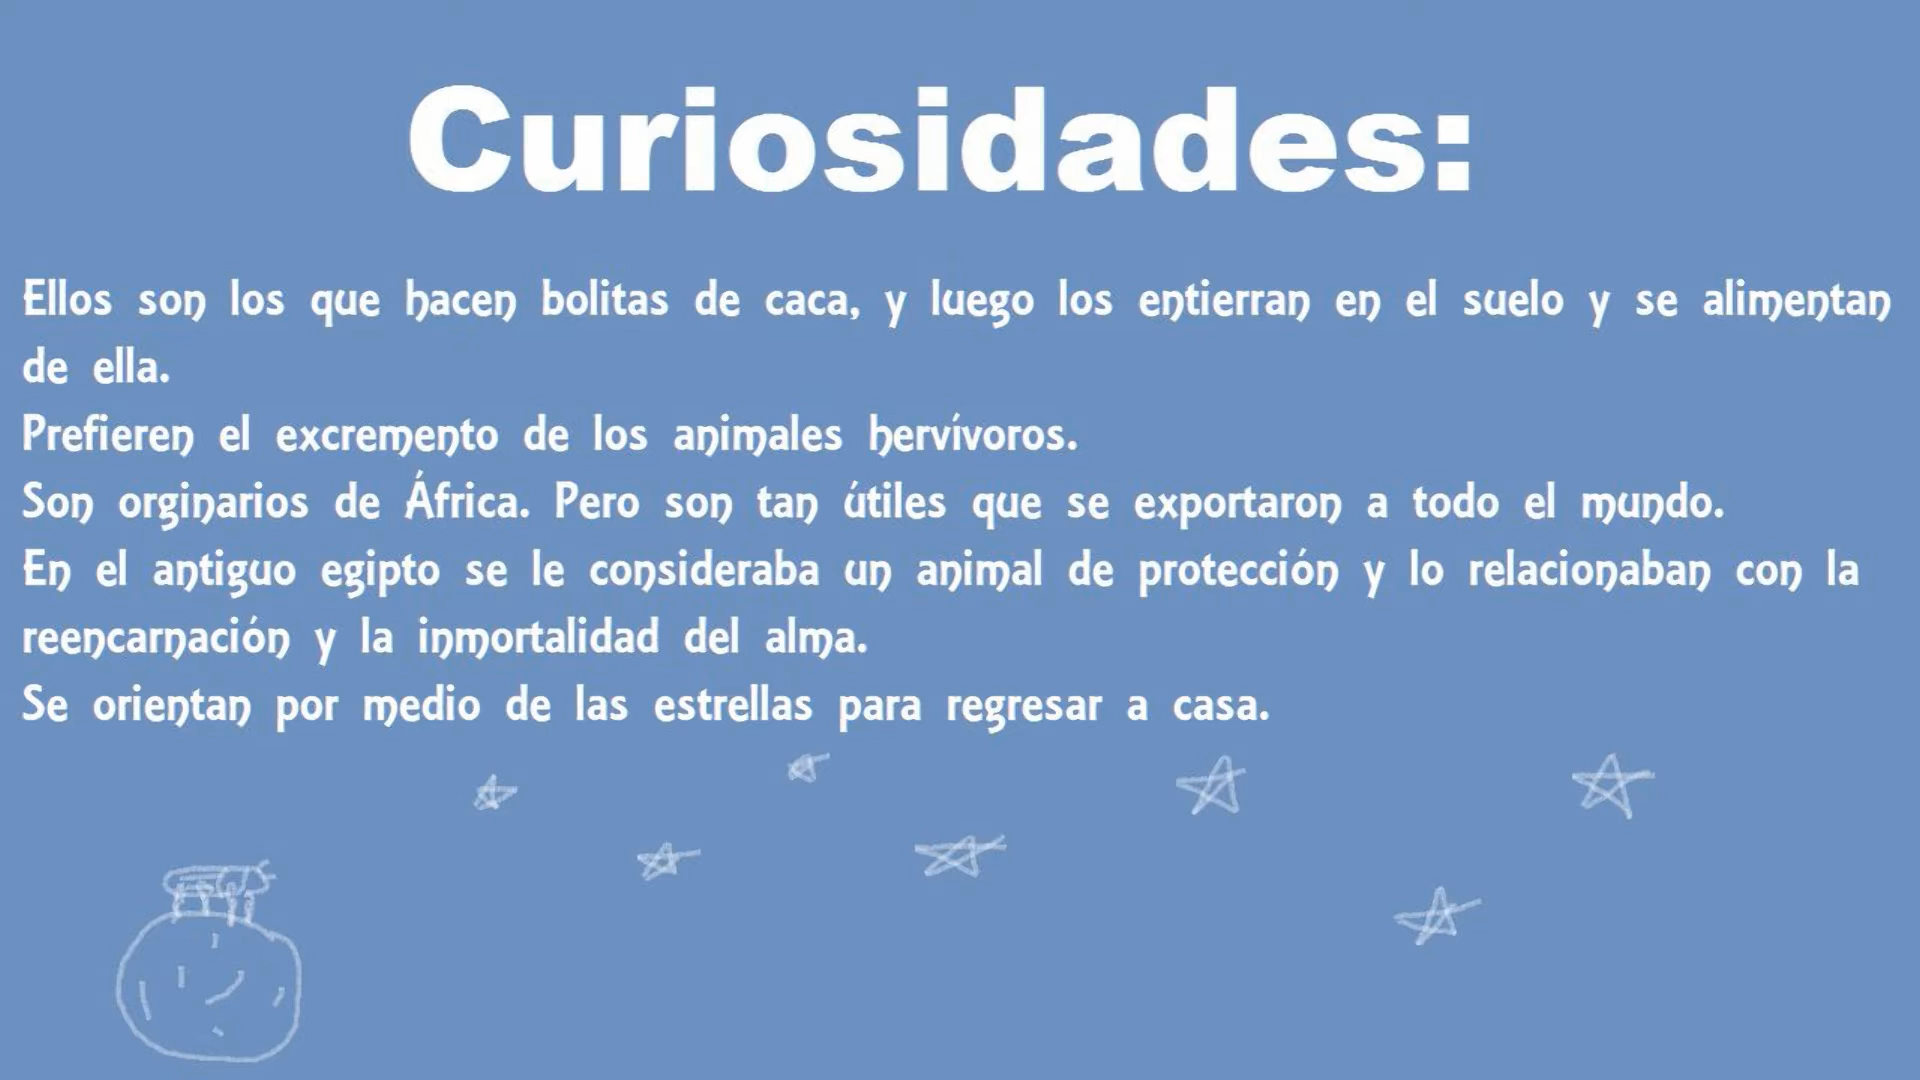 Curiosidades:
Ellos son los que hacen bolitas de caca, y luego los entierran en el suelo y se alimentan
de ella.
Prefieren el excremento de los animales hervívoros.
Son orginarios de África. Pero son tan útiles que se exportaron a todo el mundo.
En el antiguo egipto se le consideraba un animal de protección y lo relacionaban con la
reencarnación y la inmortalidad del alma.
Se orientan por medio de las estrellas para regresar a casa.